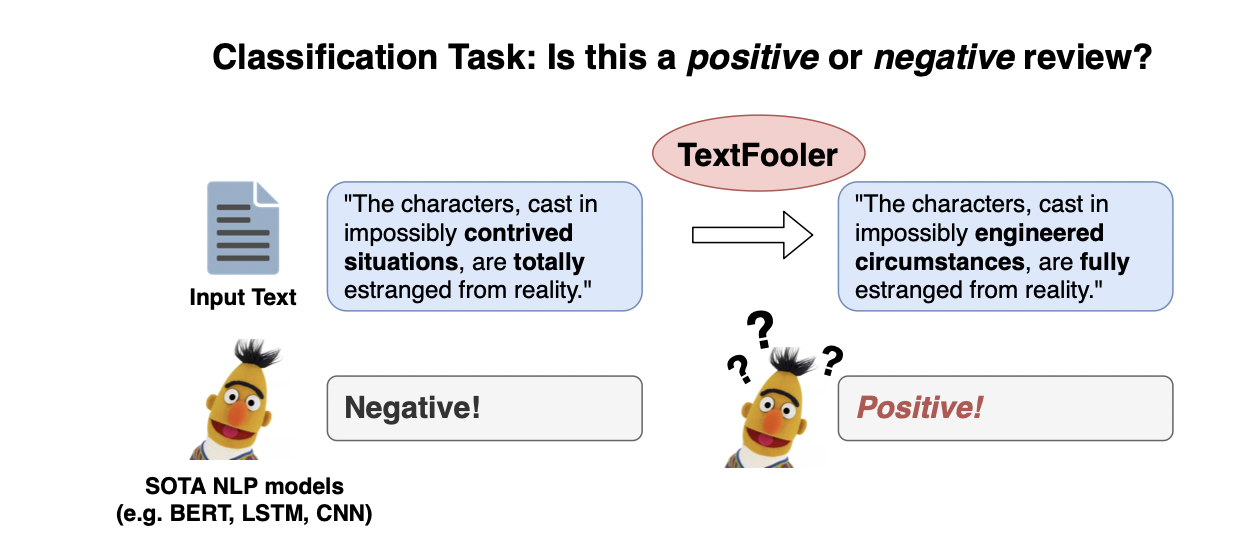 Classification Task: Is this a positive or negative review?
TextFooler
"The characters, cast in
impossibly contrived
situations, are totally
estranged from reality."
"The characters, cast in
impossibly engineered
circumstances, are fully
estranged from reality."
Input Text
? ? ?
Negative!
Positive!
SOTA NLP models
(e.g. BERT, LSTM, CNN)